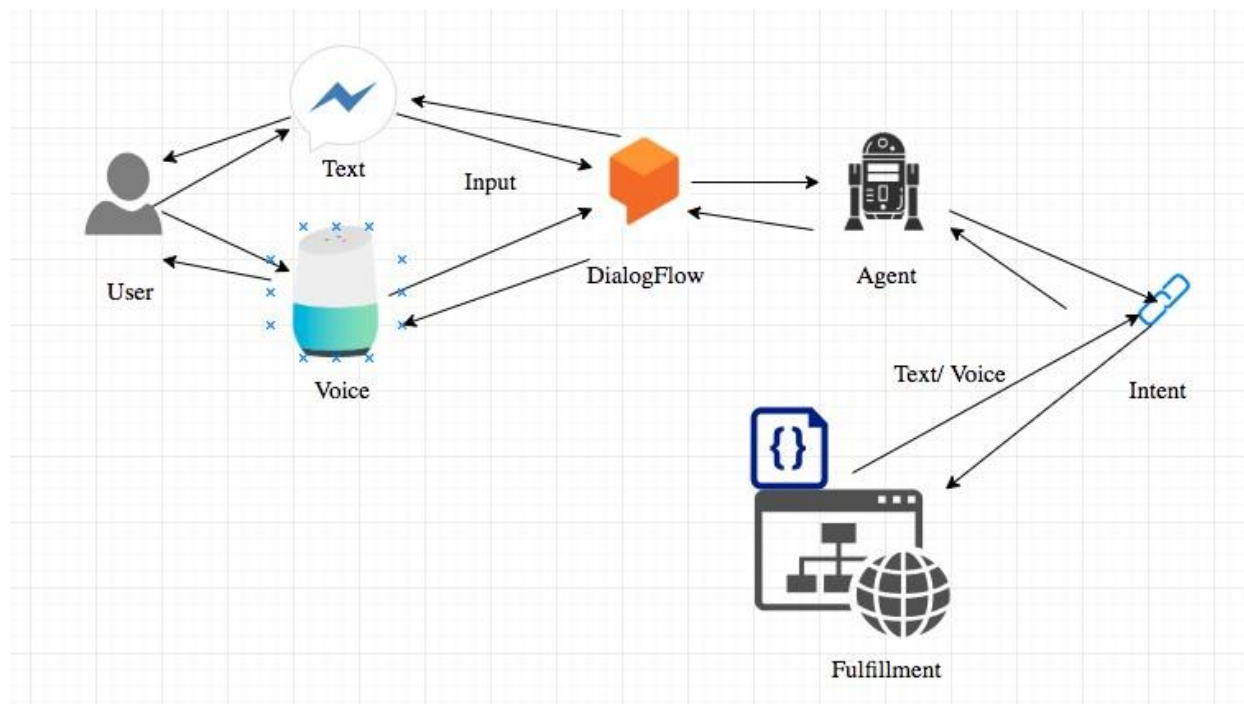 Text
Input
User
Voice
DialogFlow
Agent
Text/ Voice
Intent
{}
Fulfillment